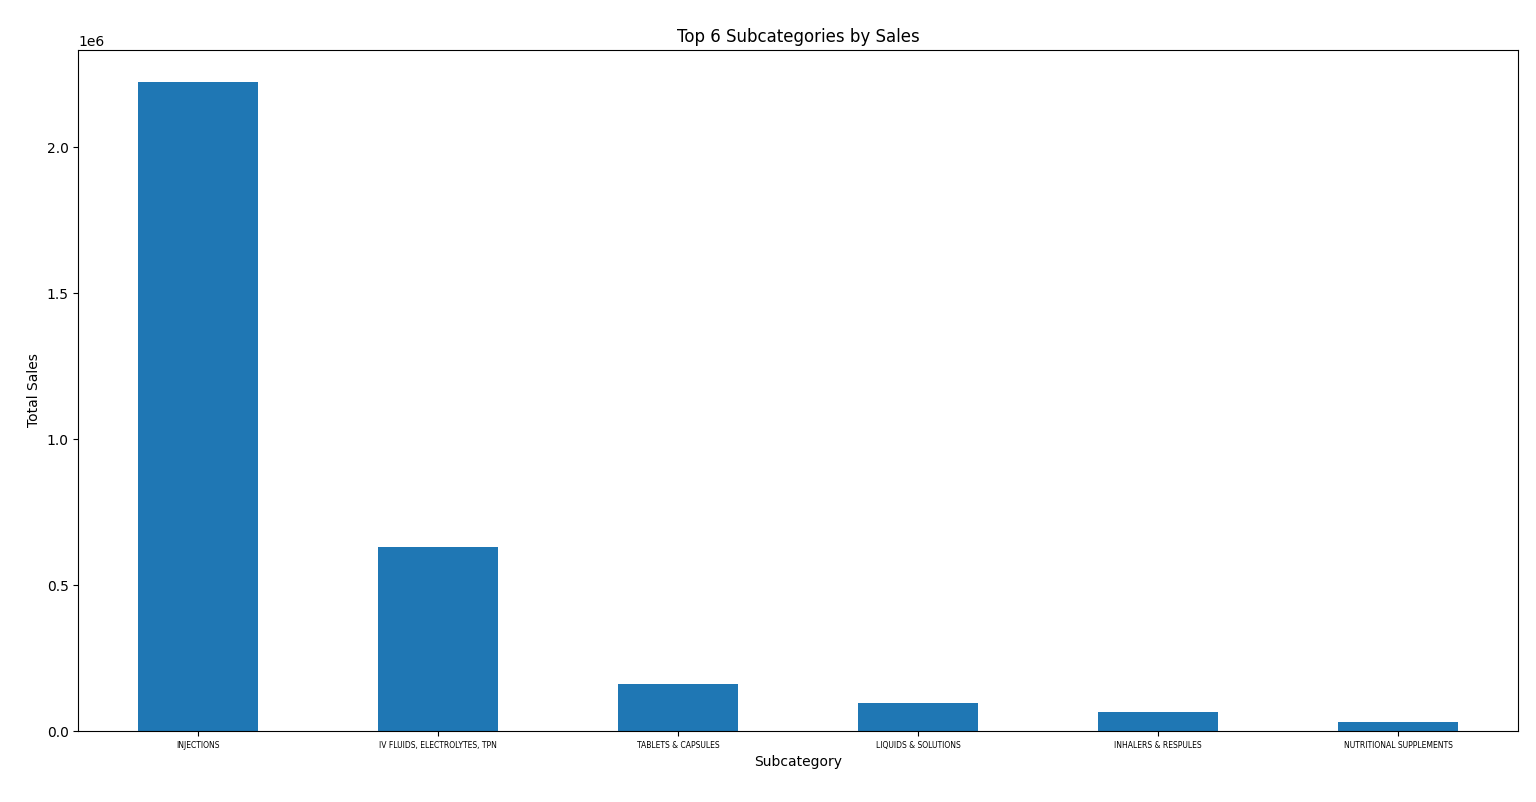 Top 6 Subcategories by Sales
1e6
2.0
1.5
1.0
0.5
0.0
Total Sales
INJECTIONS
IV FLUIDS, ELECTROLYTES, TPN
TABLETS & CAPSULES
LIQUIDS & SOLUTIONS
INHALERS & RESPULES
NUTRITIONAL SUPPLEMENTS
Subcategory